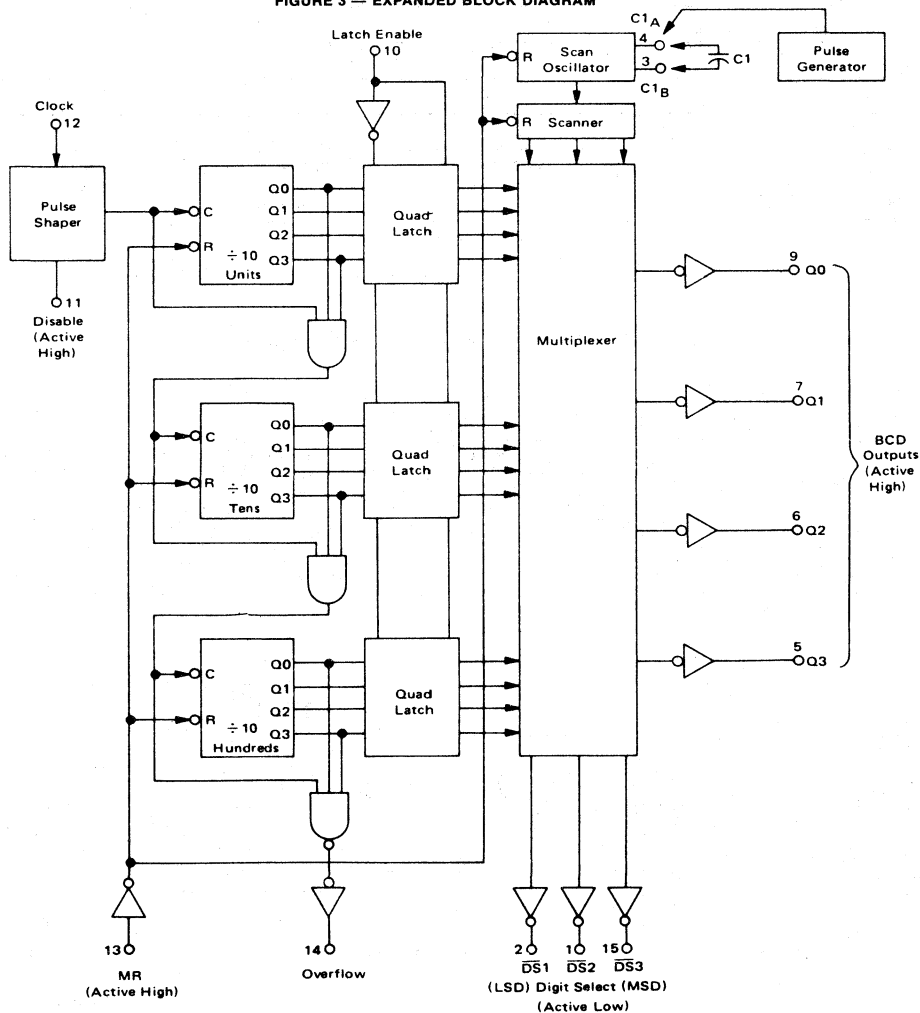 FIGURE 3 — EXPANDED BLOCK DIAGRAM
Latch Enable
10
C1A
4
3
C1B
C1
R
Scan
Oscillator
Pulse
Generator
R
Scanner
Clock
12
Pulse
Shaper
11
Disable
(Active
High)
C
R
÷10
Units
Q0
Q1
Q2
Q3
Quad
Latch
Multiplexer
9
Q0
7
Q1
6
Q2
5
Q3
BCD
Outputs
(Active
High)
C
R
÷10
Tens
Q0
Q1
Q2
Q3
Quad
Latch
C
R
÷10
Hundreds
Q0
Q1
Q2
Q3
Quad
Latch
13
MR
(Active High)
14
Overflow
2
1
15
DS1
DS2
DS3
(LSD) Digit Select (MSD)
(Active Low)